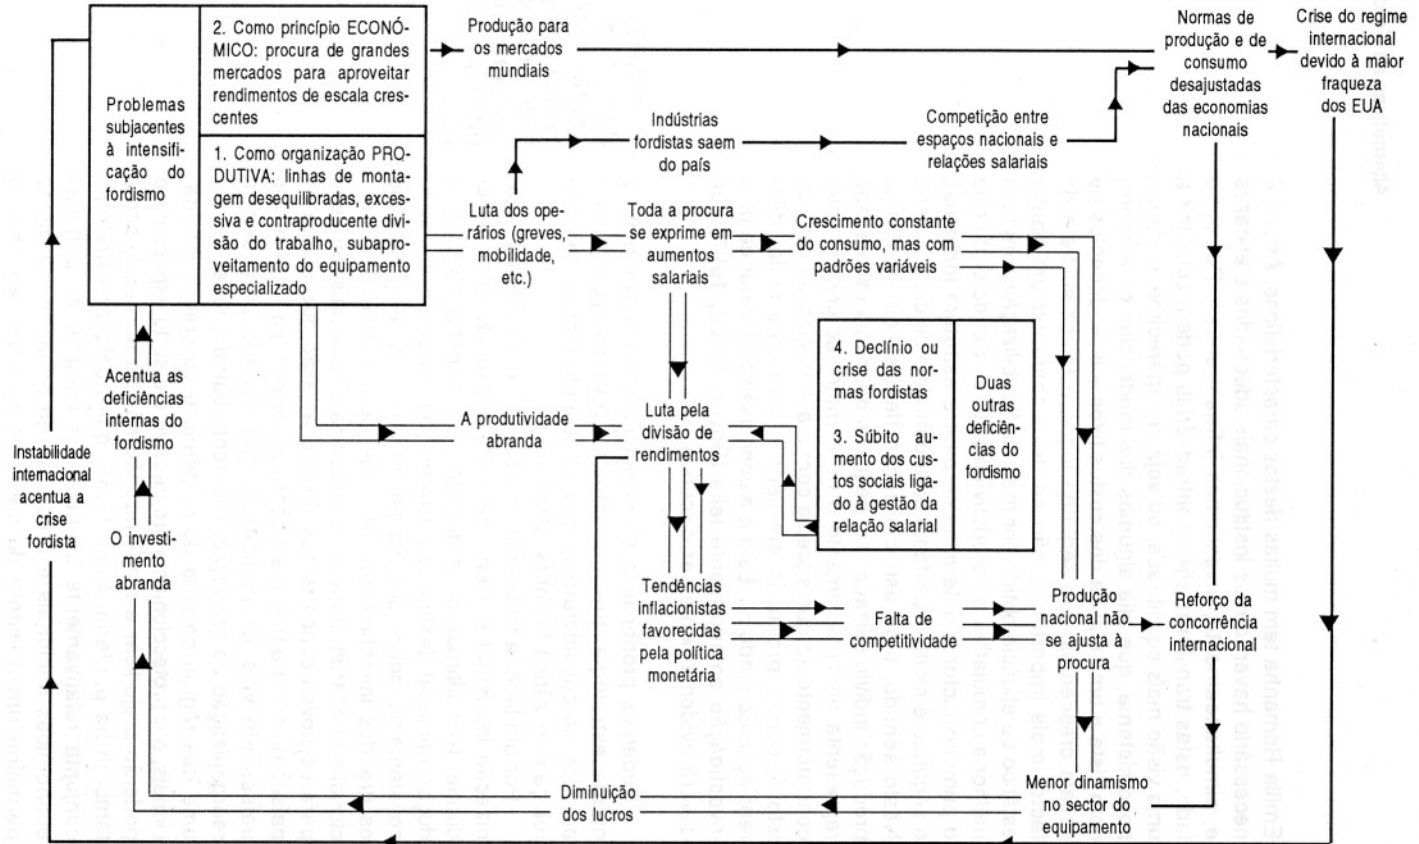 2. Como princípio ECONÓ-
MICO: procura de grandes
mercados para aproveitar
rendimentos de escala cres-
centes
Problemas
subjacentes
à intensifi-
cação do
fordismo
1. Como organização PRO-
DUTIVA: linhas de monta-
gem desequilibradas, exces-
siva e contraproducente divi-
são do trabalho, subapro-
veitamento do equipamento
especializado
Produção para
os mercados
mundiais
Normas de
produção e de
consumo
desajustadas
das economias
nacionais
Crise do regime
internacional
devido à maior
fraqueza
dos EUA
Indústrias
fordistas saem
do país
Competição entre
espaços nacionais e
relações salariais
Luta dos ope-
rários (greves,
mobilidade,
etc.)
Toda a procura
se exprime em
aumentos
salariais
Crescimento constante
do consumo, mas com
padrões variáveis
4. Declínio ou
crise das nor-
mas fordistas
3. Súbito au-
mento dos cus-
tos sociais liga-
do à gestão da
relação salarial
Duas
outras
deficiên-
cias do
fordismo
Acentua as
deficiências
internas do
fordismo
A produtividade
abranda
Luta pela
divisão de
rendimentos
Instabilidade
internacional
acentua a
crise
fordista
O investi-
mento
abranda
Tendências
inflacionistas
favorecidas
pela política
monetária
Falta de
competitividade
Produção
nacional não
se ajusta à
procura
Reforço da
concorrência
internacional
Diminuição
dos lucros
Menor dinamismo
no sector do
equipamento